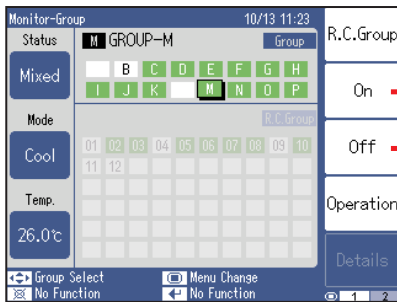 Monitor-Group 10/13 11:23
Status
Mixed
Mode
Cool
Temp.
26.0℃
M GROUP-M
Group
B C D E F G H
I J K M N O P
R.C.Group
01 02 03 04 05 06 07 08 09 10
11 12
R.C.Group
On
Off
Operation
Details
Group Select Menu Change
No Function No Function
1 2